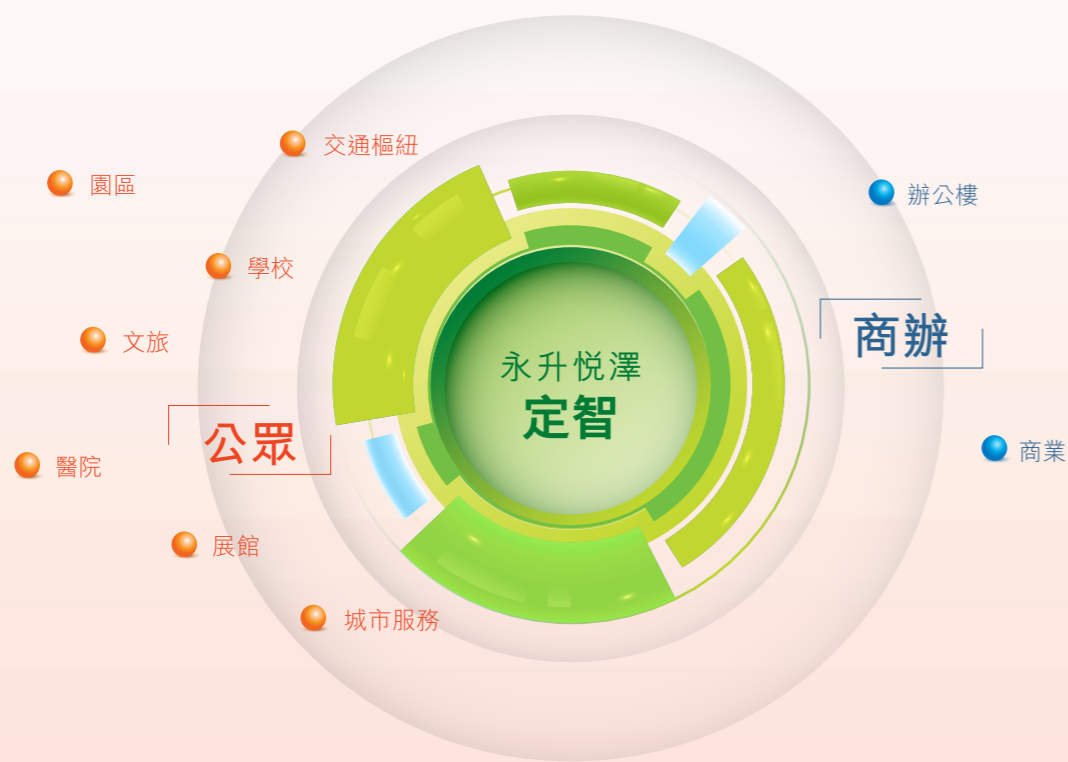 交通樞紐
園區
辦公樓
學校
商辦
文旅
永升悦澤
定智
公眾
商業
醫院
展館
城市服務